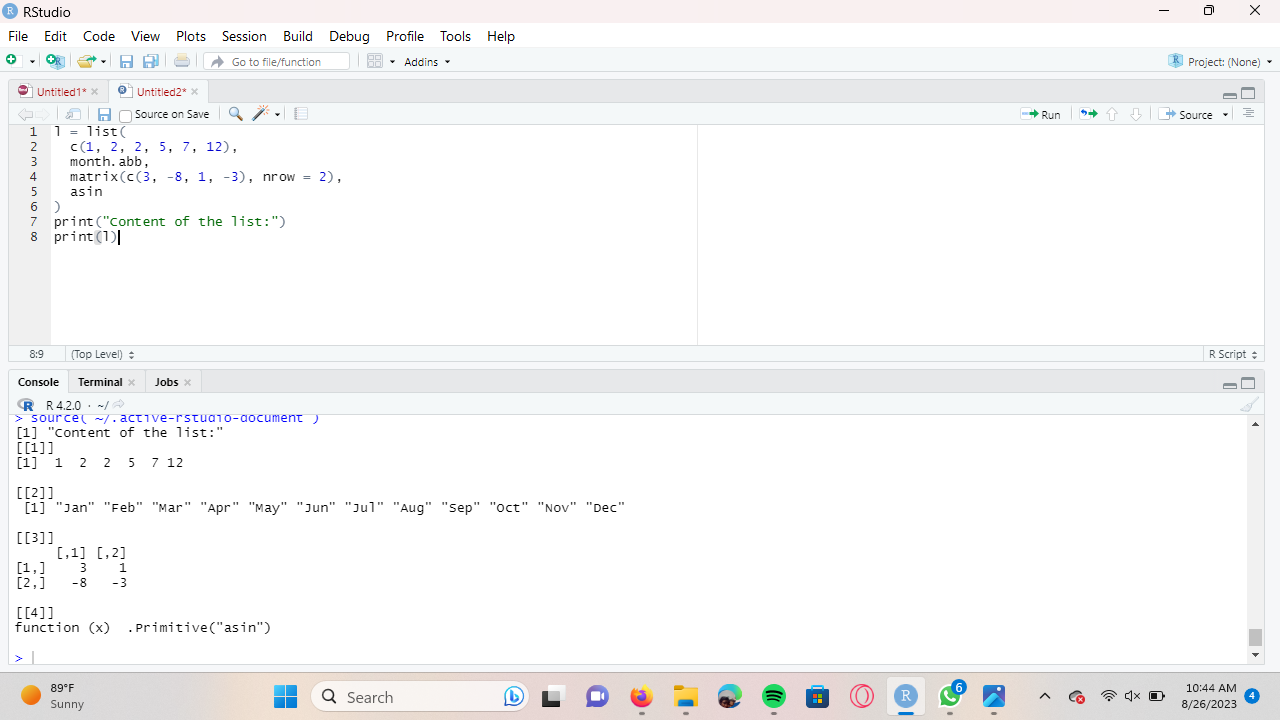 RStudio
File Edit Code View Plots Session Build Debug Profile Tools Help
Go to file/function Addins Project: (None)
Untitled1* Untitled2*
Source on Save Run Source
1 l = list(
2 c(1, 2, 2, 5, 7, 12),
3 month.abb,
4 matrix(c(3, -8, 1, -3), nrow = 2),
5 asin
6 )
7 print("Content of the list:")
8 print(l)
8:9 (Top Level) R Script
Console Terminal Jobs
R 4.2.0 · ~/
> source("~/.active-rstudio-document")
[1] "Content of the list:"
[[1]]
[1]  1  2  2  5  7 12
[[2]]
[1] "Jan" "Feb" "Mar" "Apr" "May" "Jun" "Jul" "Aug" "Sep" "Oct" "Nov" "Dec"
[[3]]
[,1] [,2]
[1,]    3    1
[2,]   -8   -3
[[4]]
function (x)  .Primitive("asin")
>
89°F
Sunny
Search
6
10:44 AM
8/26/2023
4